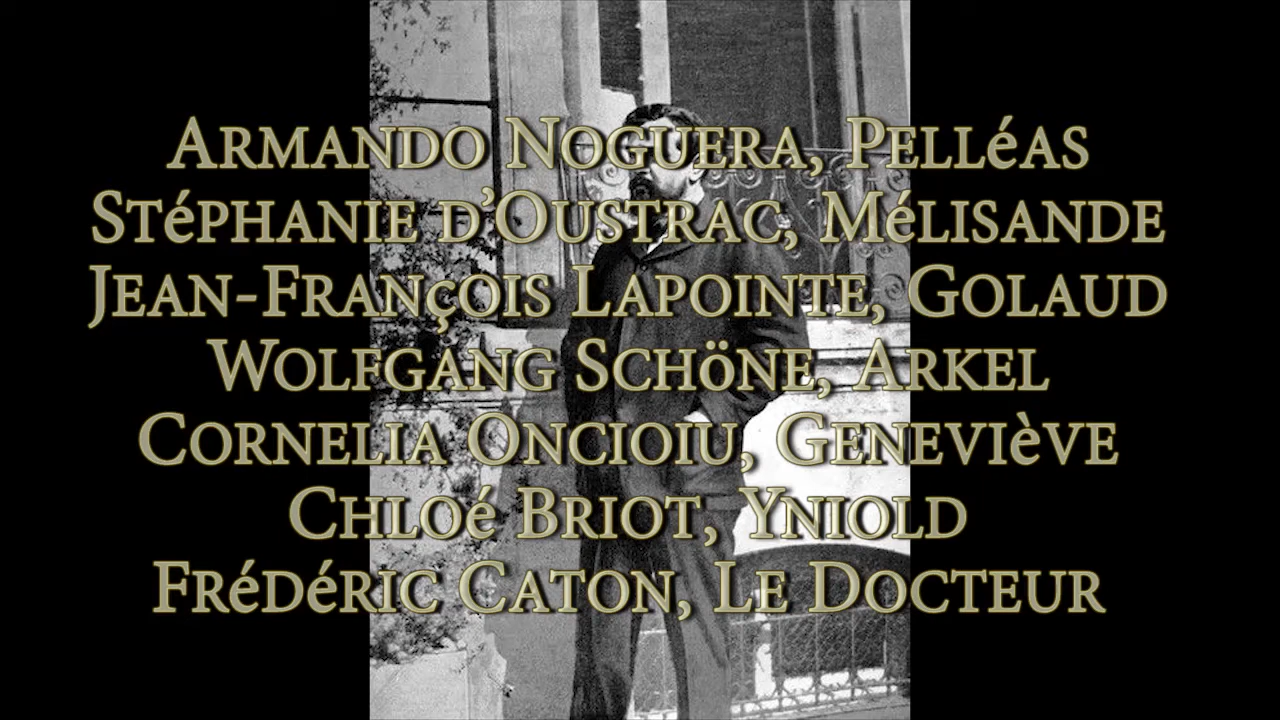 Armando Noguera, Pelléas
Stéphanie d'Oustrac, Mélisande
Jean-François Lapointe, Golaud
Wolfgang Schöne, Arkel
Cornelia Oncioiu, Geneviève
Chloé Briot, Yniold
Frédéric Caton, Le Docteur